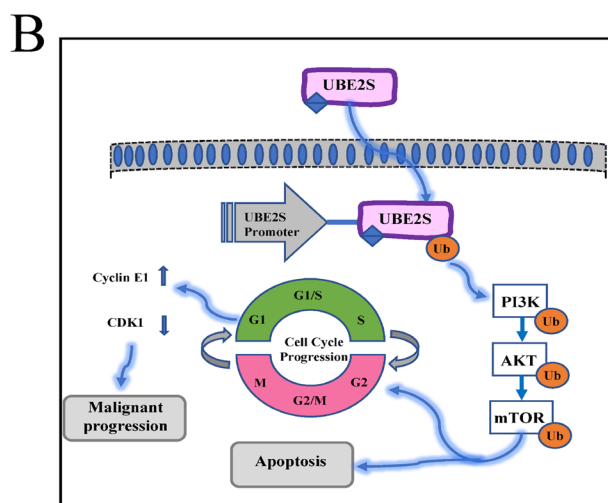 B
UBE2S
UBE2S
Promoter
UBE2S
Ub
Cyclin E1
CDK1
G1/S
G1
S
Cell Cycle
Progression
M
G2
G2/M
PI3K
Ub
AKT
Ub
mTOR
Ub
Malignant
progression
Apoptosis